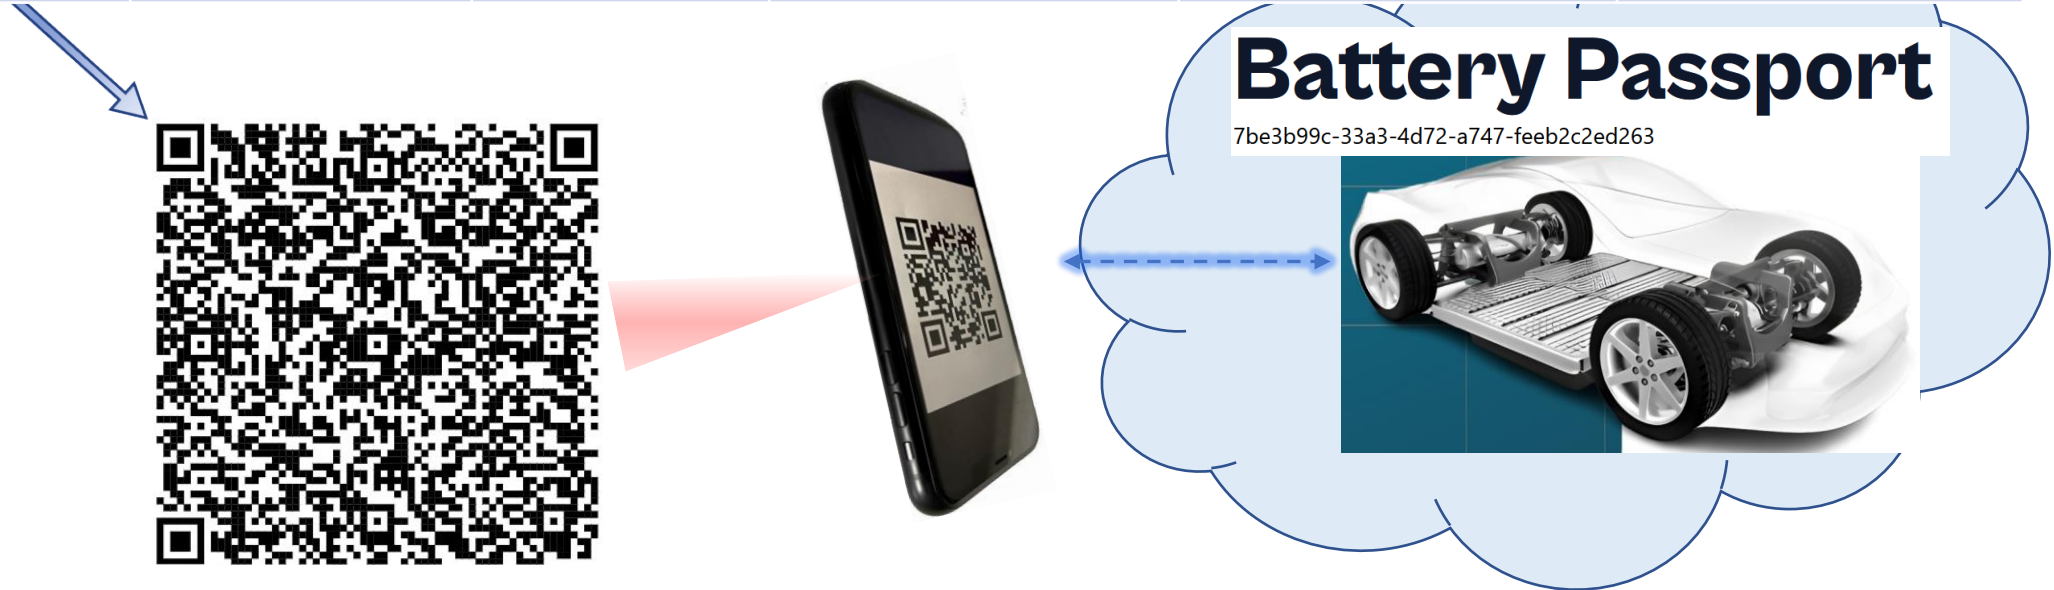 Battery Passport
7be3b99c-33a3-4d72-a747-feeb2c2ed263